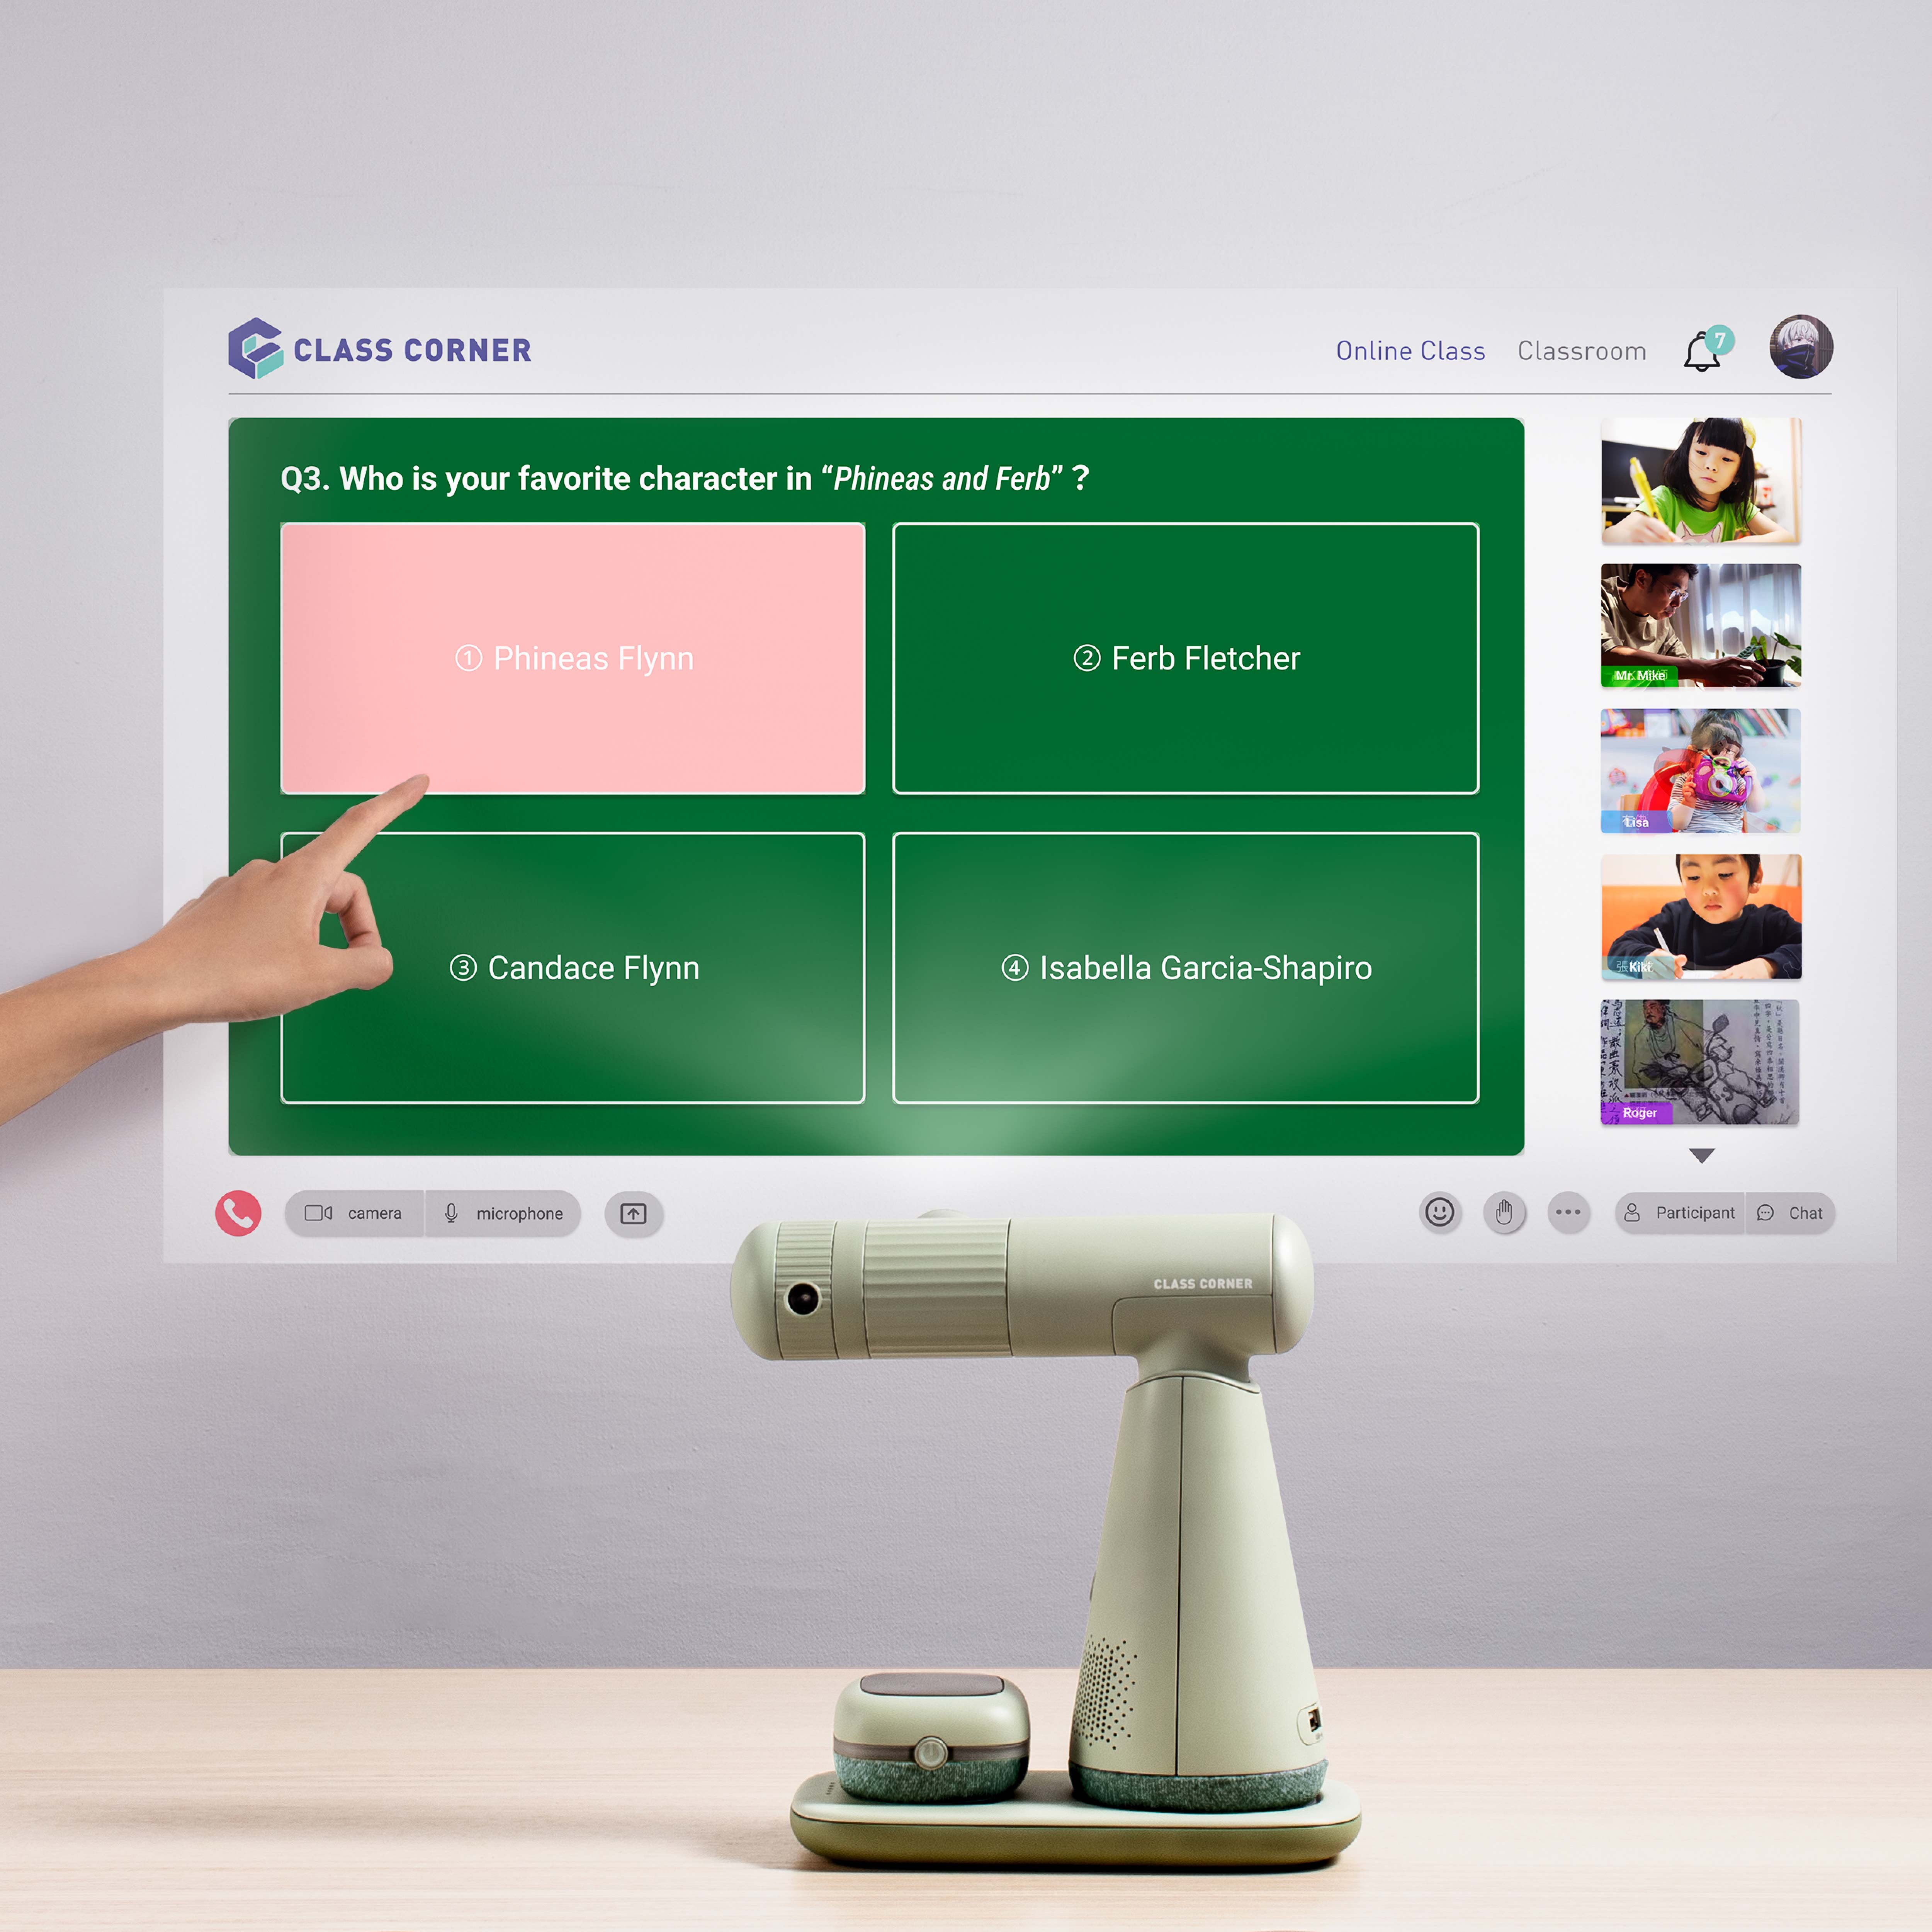 CLASS CORNER
Online Class
Classroom
7
Q3. Who is your favorite character in “Phineas and Ferb” ?
① Phineas Flynn
② Ferb Fletcher
③ Candace Flynn
④ Isabella Garcia-Shapiro
Mr. Mike
Lisa
張 Kiki
Roger
camera
microphone
Participant
Chat
CLASS CORNER